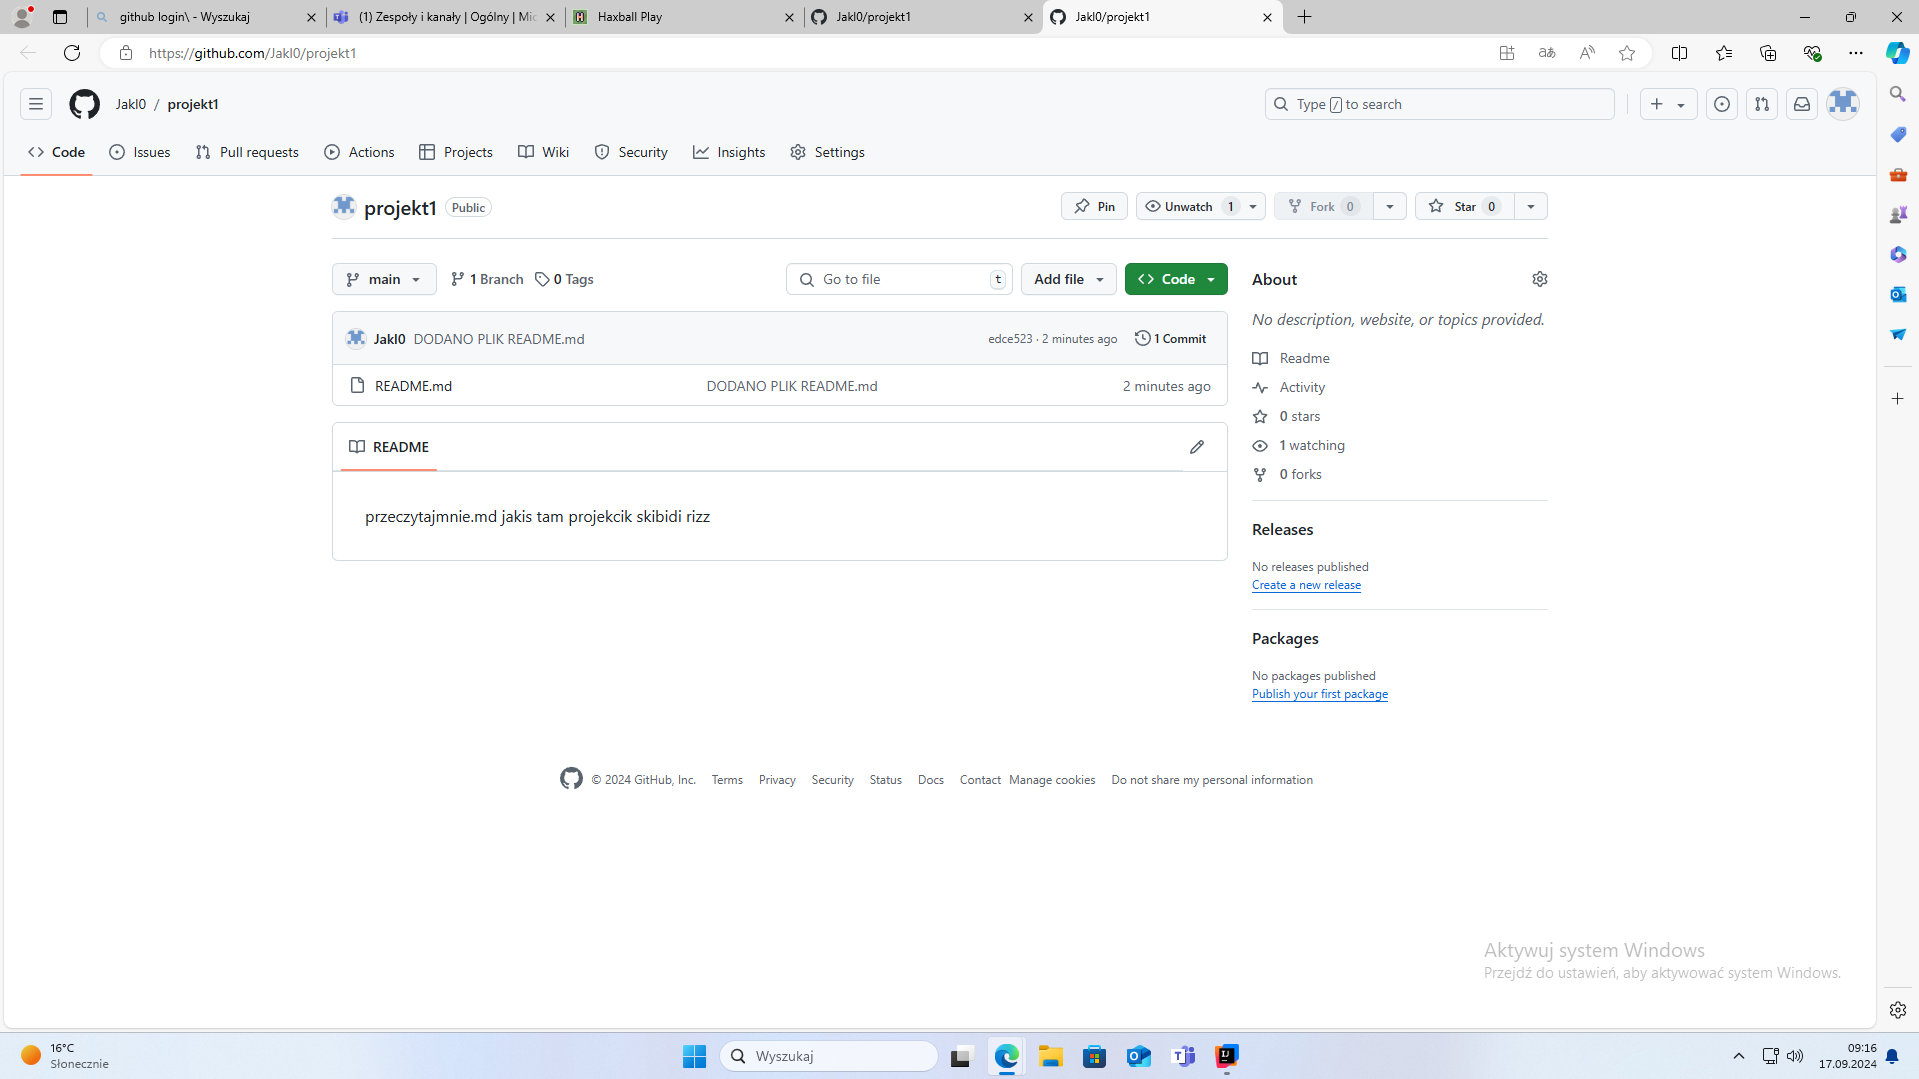 github login\ - Wyszukaj
(1) Zespoły i kanały | Ogólny | Mic
Haxball Play
Jakl0/projekt1
Jakl0/projekt1
https://github.com/Jakl0/projekt1
Jakl0 / projekt1
Type / to search
Code
Issues
Pull requests
Actions
Projects
Wiki
Security
Insights
Settings
projekt1 Public
Pin
Unwatch 1
Fork 0
Star 0
main
1 Branch
0 Tags
Go to file t
Add file
Code
About
No description, website, or topics provided.
Jakl0 DODANO PLIK README.md
edce523 · 2 minutes ago
1 Commit
README.md
DODANO PLIK README.md
2 minutes ago
Readme
Activity
0 stars
1 watching
0 forks
README
przeczytajmnie.md jakis tam projekcik skibidi rizz
Releases
No releases published
Create a new release
Packages
No packages published
Publish your first package
© 2024 GitHub, Inc.
Terms
Privacy
Security
Status
Docs
Contact
Manage cookies
Do not share my personal information
Aktywuj system Windows
Przejdź do ustawień, aby aktywować system Windows.
16°C
Słonecznie
Wyszukaj
09:16
17.09.2024